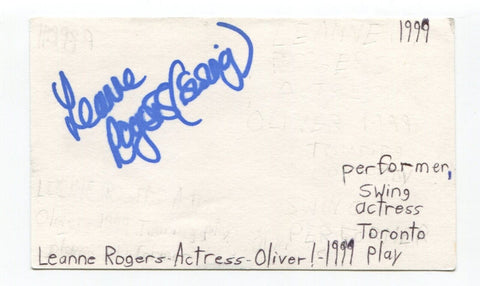 1999
Leanne
Rogers (Swing)
performer,
swing
actress
Toronto
Leanne Rogers-Actress-Oliver!-1999 Play